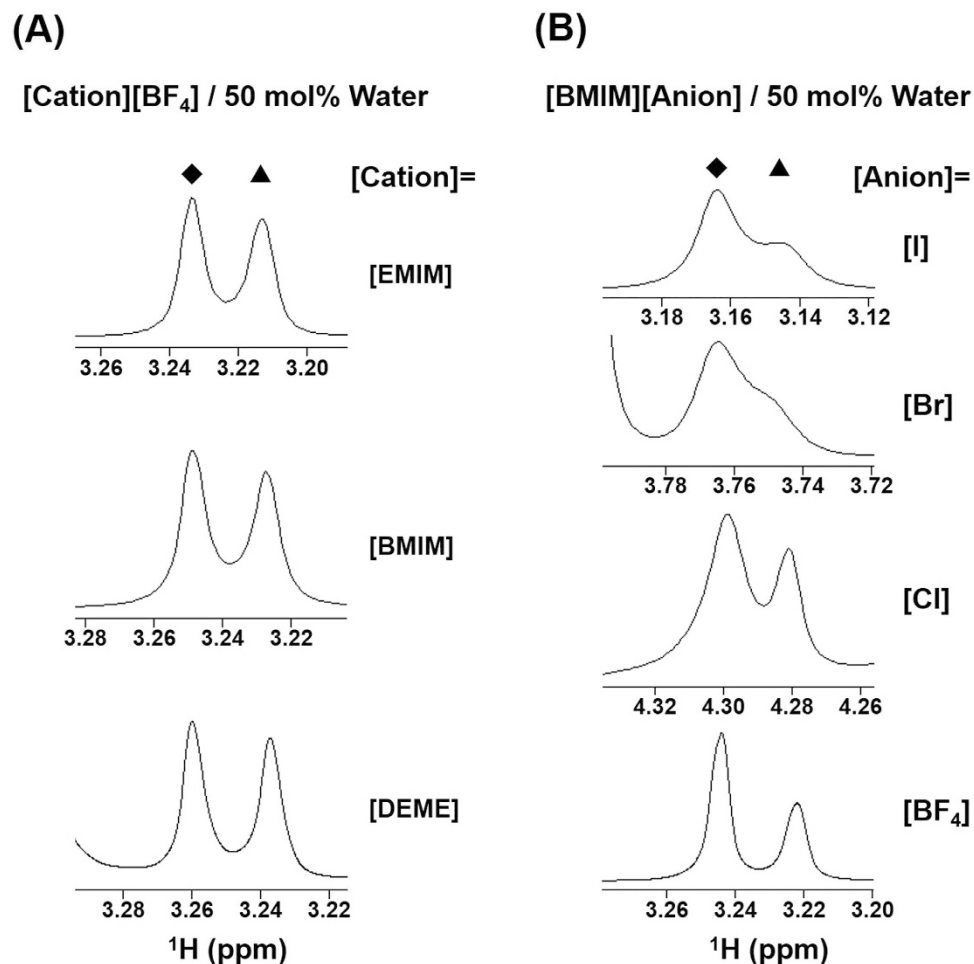 (A)
[Cation][BF₄] / 50 mol% Water
◆ ▲ [Cation]=
[EMIM]
3.26 3.24 3.22 3.20
[BMIM]
3.28 3.26 3.24 3.22
[DEME]
3.28 3.26 3.24 3.22
¹H (ppm)
(B)
[BMIM][Anion] / 50 mol% Water
◆ ▲ [Anion]=
[I]
3.18 3.16 3.14 3.12
[Br]
3.78 3.76 3.74 3.72
[Cl]
4.32 4.30 4.28 4.26
[BF₄]
3.26 3.24 3.22 3.20
¹H (ppm)